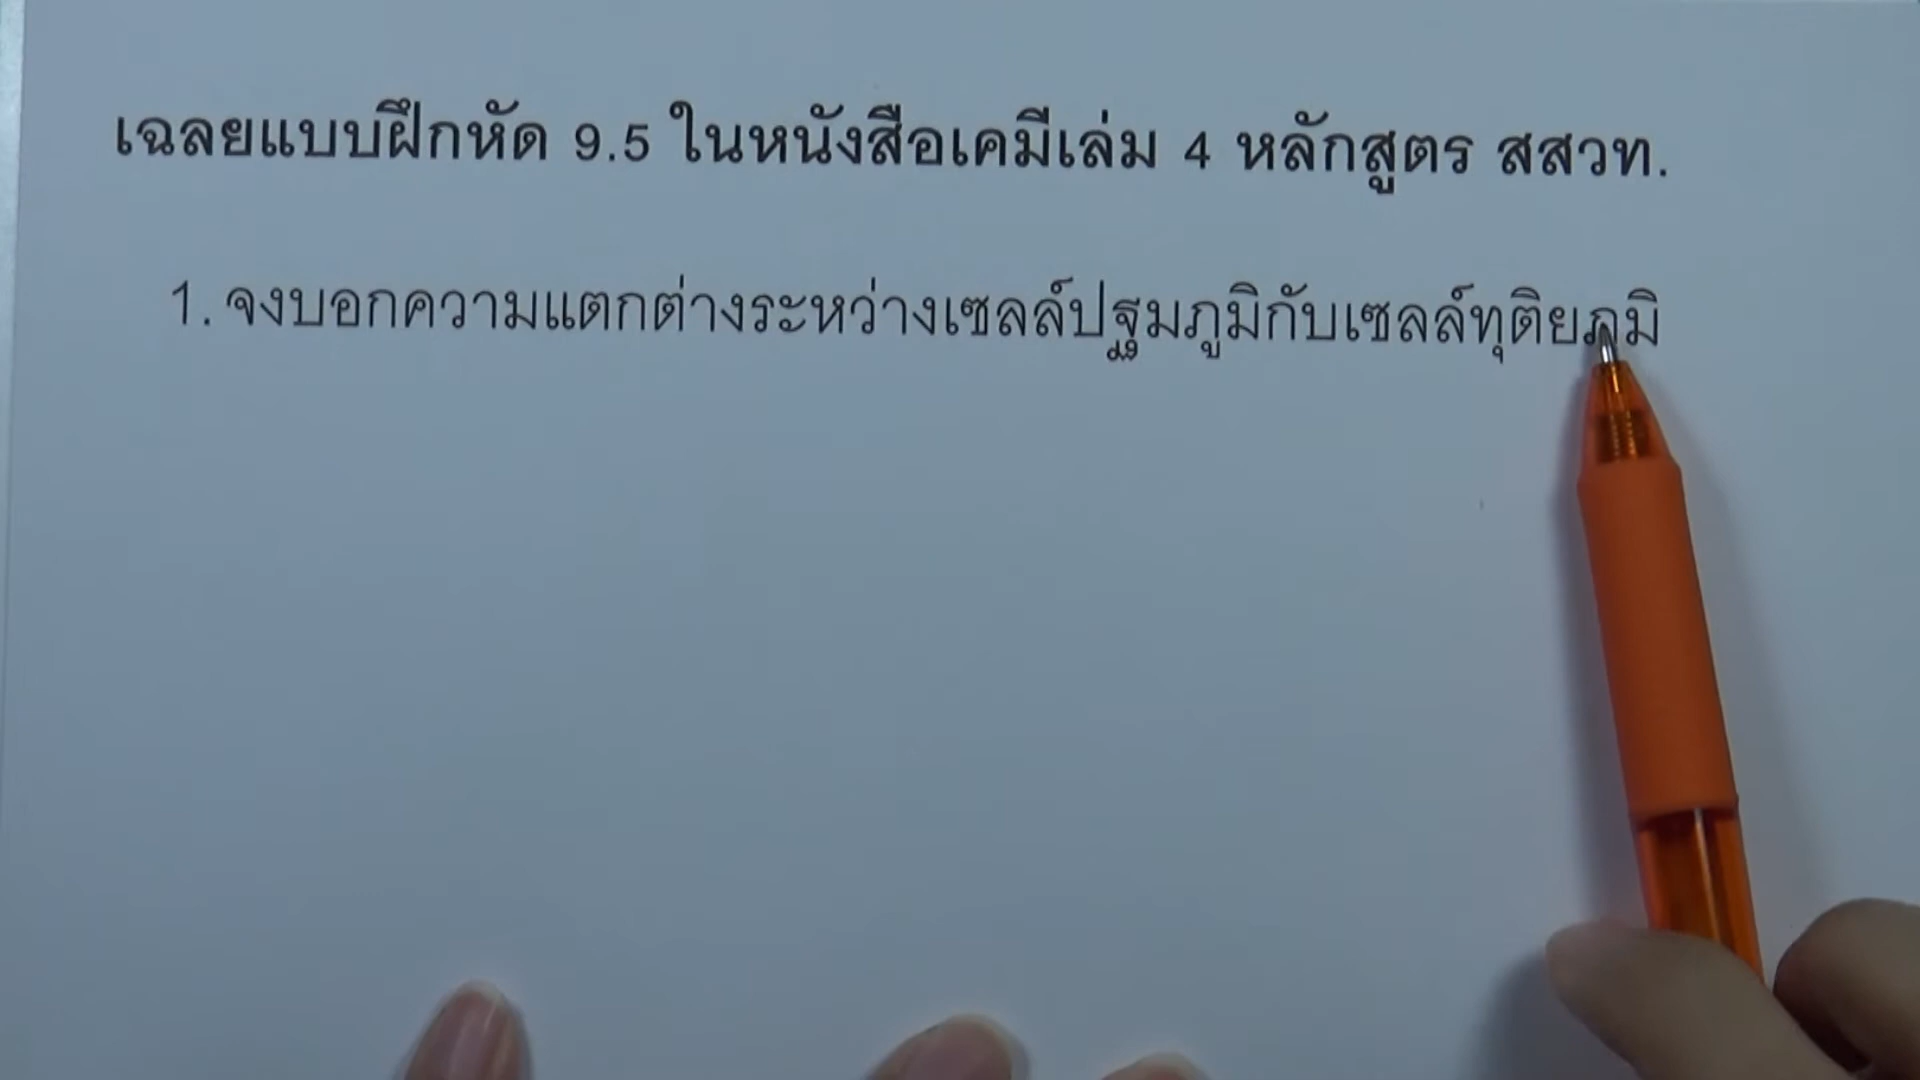 เฉลยแบบฝึกหัด 9.5 ในหนังสือเคมีเล่ม 4 หลักสูตร สสวท.
1. จงบอกความแตกต่างระหว่างเซลล์ปฐมภูมิกับเซลล์ทุติยภูมิ